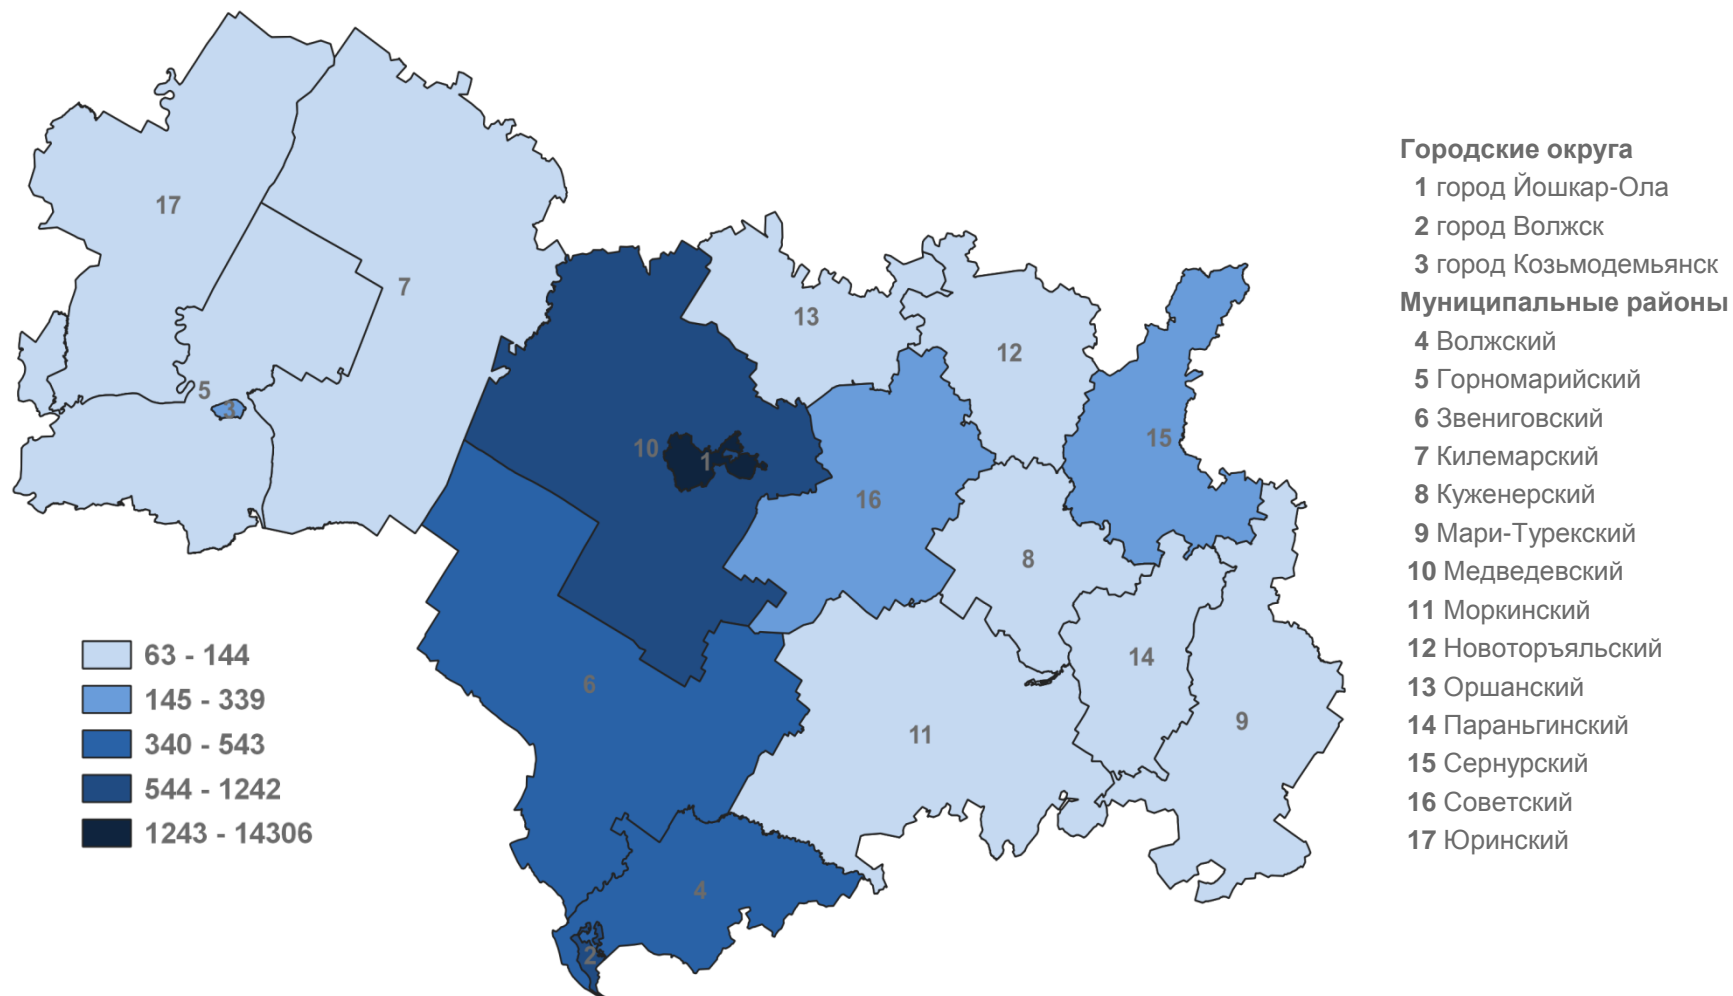 17
7
13
12
5
3
10
1
15
16
8
14
6
11
9
4
2
63 - 144
145 - 339
340 - 543
544 - 1242
1243 - 14306
Городские округа
1 город Йошкар-Ола
2 город Волжск
3 город Козьмодемьянск
Муниципальные районы
4 Волжский
5 Горномарийский
6 Звениговский
7 Килемарский
8 Куженерский
9 Мари-Турекский
10 Медведевский
11 Моркинский
12 Новоторъяльский
13 Оршанский
14 Параньгинский
15 Сернурский
16 Советский
17 Юринский